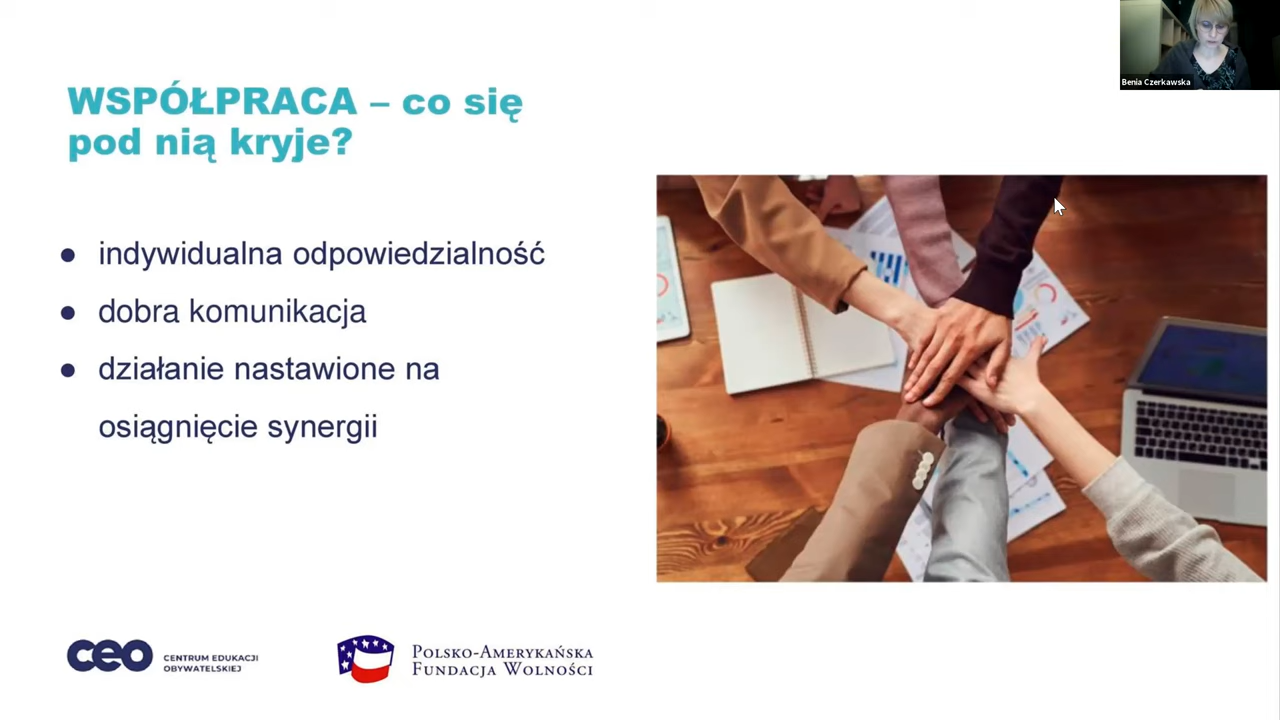 Benia Czerkawska
WSPÓŁPRACA – co się
pod nią kryje?
● indywidualna odpowiedzialność
● dobra komunikacja
● działanie nastawione na
osiągnięcie synergii
ceo CENTRUM EDUKACJI
OBYWATELSKIEJ
POLSKO-AMERYKAŃSKA
FUNDACJA WOLNOŚCI